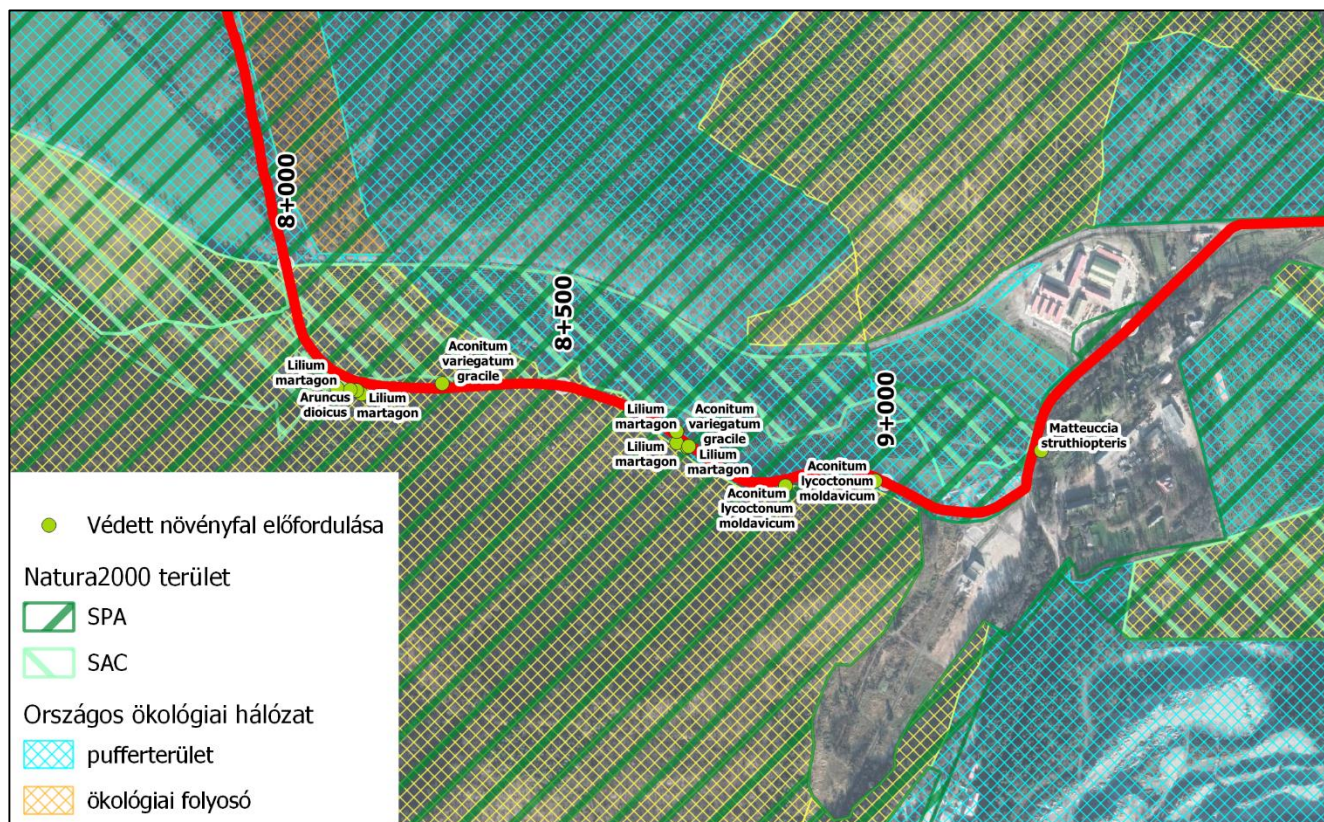 8+000
8+500
9+000
Lilium
martagon
Aruncus
dioicus
Lilium
martagon
Aconitum
variegatum
gracile
Lilium
martagon
Lilium
martagon
Aconitum
variegatum
gracile
Lilium
martagon
Aconitum
lycoctonum
moldavicum
Aconitum
lycoctonum
moldavicum
Matteuccia
struthiopteris
Védett növényfal előfordulása
Natura2000 terület
SPA
SAC
Országos ökológiai hálózat
pufferterület
ökológiai folyosó